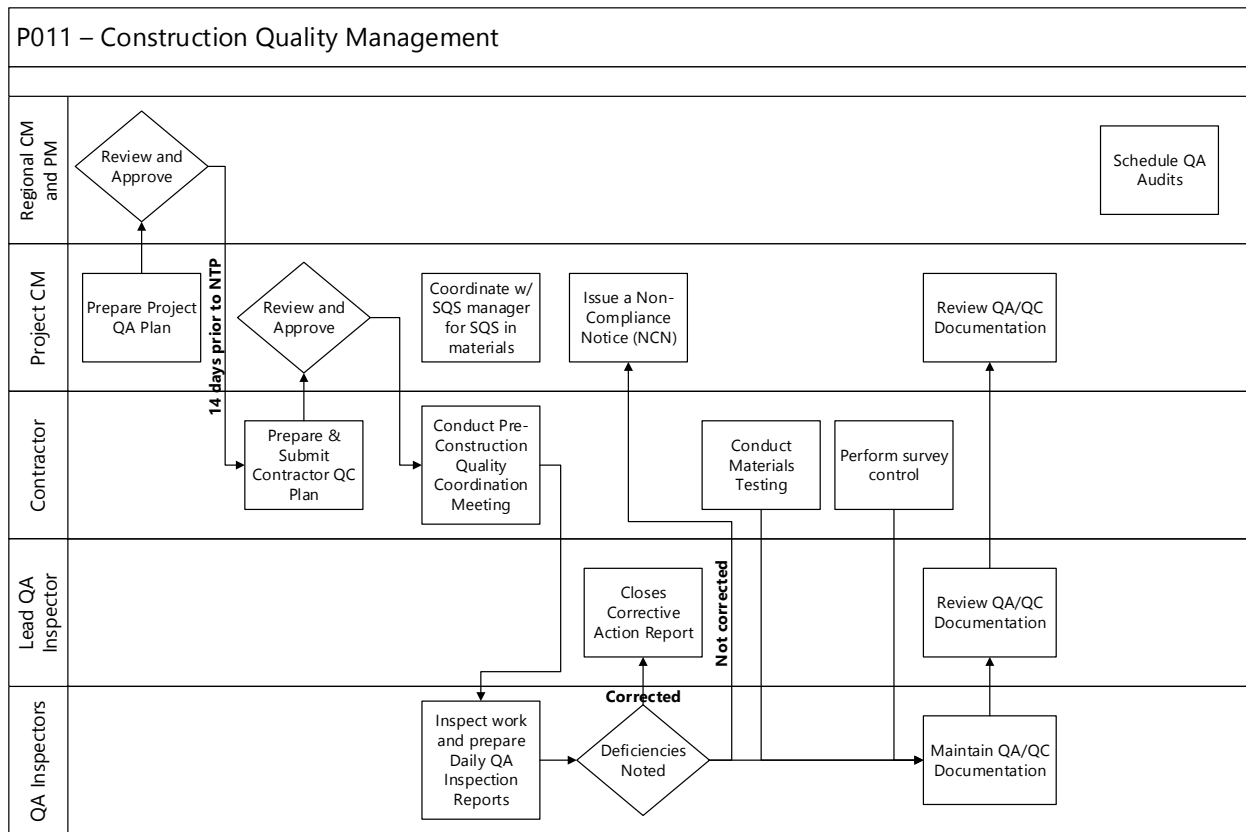 P011 – Construction Quality Management
Regional CM
and PM
Review and
Approve
Schedule QA
Audits
Project CM
Prepare Project
QA Plan
14 days prior to NTP
Review and
Approve
Coordinate w/
SQS manager
for SQS in
materials
Issue a Non-
Compliance
Notice (NCN)
Review QA/QC
Documentation
Contractor
Prepare &
Submit
Contractor QC
Plan
Conduct Pre-
Construction
Quality
Coordination
Meeting
Conduct
Materials
Testing
Perform survey
control
Lead QA
Inspector
Closes
Corrective
Action Report
Not corrected
Review QA/QC
Documentation
Corrected
QA Inspectors
Inspect work
and prepare
Daily QA
Inspection
Reports
Deficiencies
Noted
Maintain QA/QC
Documentation